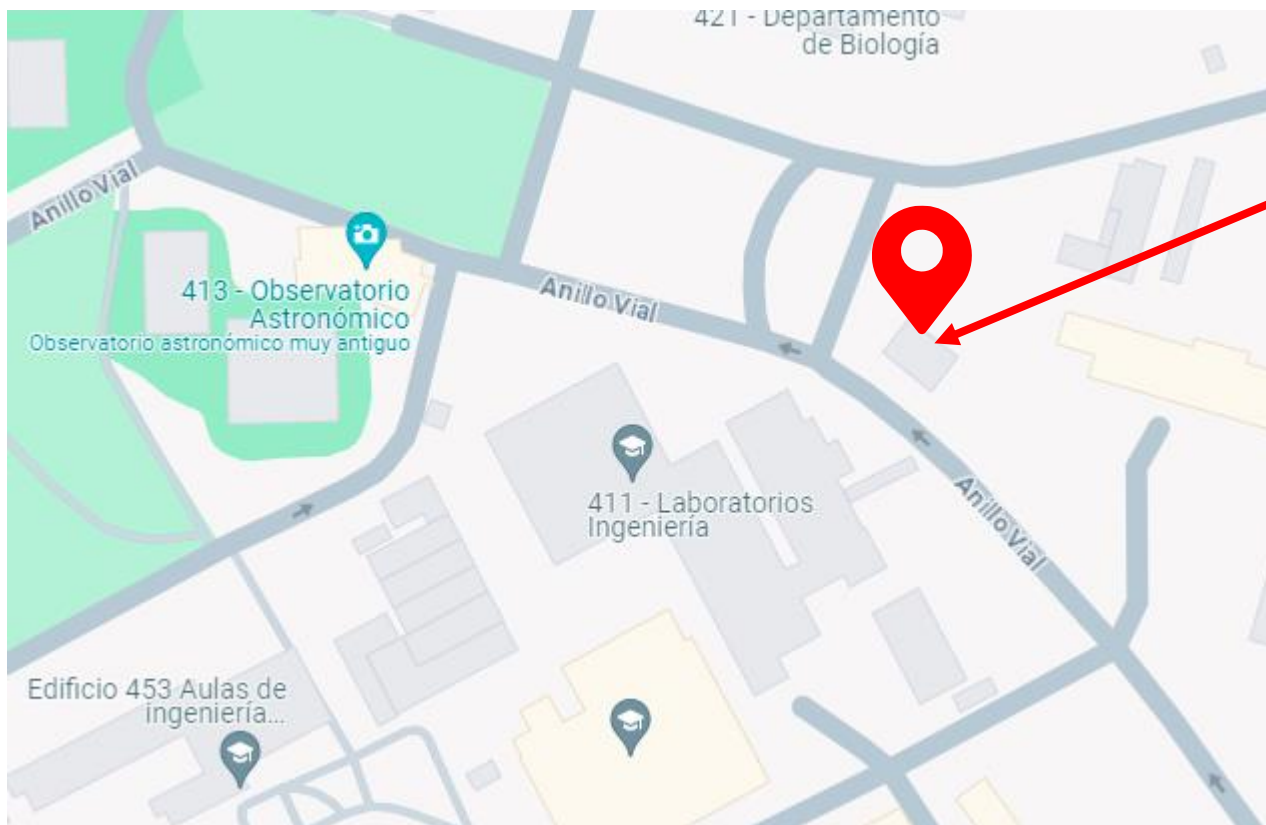 421 - Departamento
de Biología
Anillo Vial
413 - Observatorio
Astronómico
Observatorio astronómico muy antiguo
Anillo Vial
411 - Laboratorios
Ingeniería
Anillo Vial
Edificio 453 Aulas de
ingeniería...